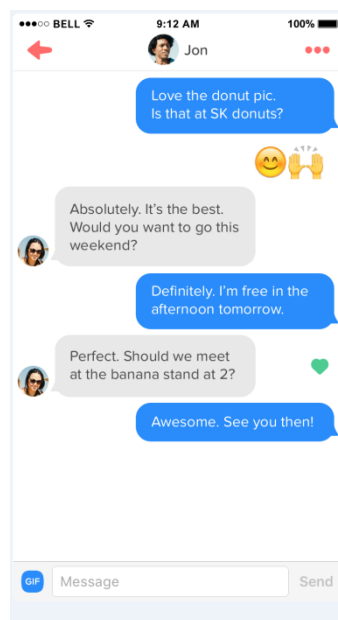 BELL 9:12 AM 100%
Jon
Love the donut pic.
Is that at SK donuts?
😊🙌
Absolutely. It's the best.
Would you want to go this
weekend?
Definitely. I'm free in the
afternoon tomorrow.
Perfect. Should we meet
at the banana stand at 2?
Awesome. See you then!
GIF Message Send